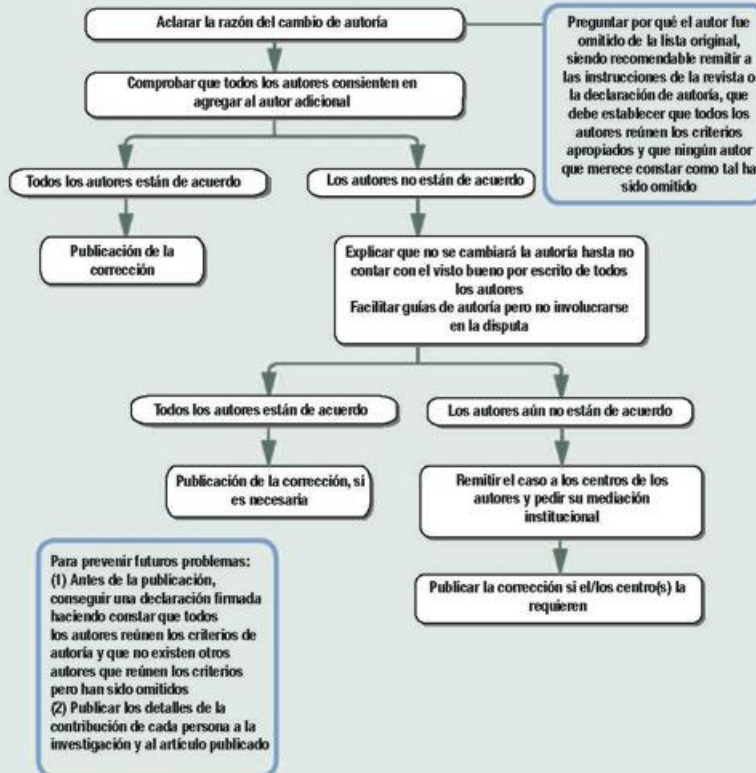 Aclarar la razón del cambio de autoría
Preguntar por qué el autor fue
omitido de la lista original,
siendo recomendable remitir a
las instrucciones de la revista o
la declaración de autoría, que
debe establecer que todos los
autores reúnen los criterios
apropiados y que ningún autor
que merece constar como tal ha
sido omitido
Comprobar que todos los autores consienten en
agregar al autor adicional
Todos los autores están de acuerdo
Los autores no están de acuerdo
Publicación de la
corrección
Explicar que no se cambiará la autoría hasta no
contar con el visto bueno por escrito de todos
los autores
Facilitar guías de autoría pero no involucrarse
en la disputa
Todos los autores están de acuerdo
Los autores aún no están de acuerdo
Publicación de la corrección, si
es necesaria
Remitir el caso a los centros de los
autores y pedir su mediación
institucional
Publicar la corrección si el/los centro(s) la
requieren
Para prevenir futuros problemas:
(1) Antes de la publicación,
conseguir una declaración firmada
haciendo constar que todos
los autores reúnen los criterios de
autoría y que no existen otros
autores que reúnen los criterios
pero han sido omitidos
(2) Publicar los detalles de la
contribución de cada persona a la
investigación y al artículo publicado